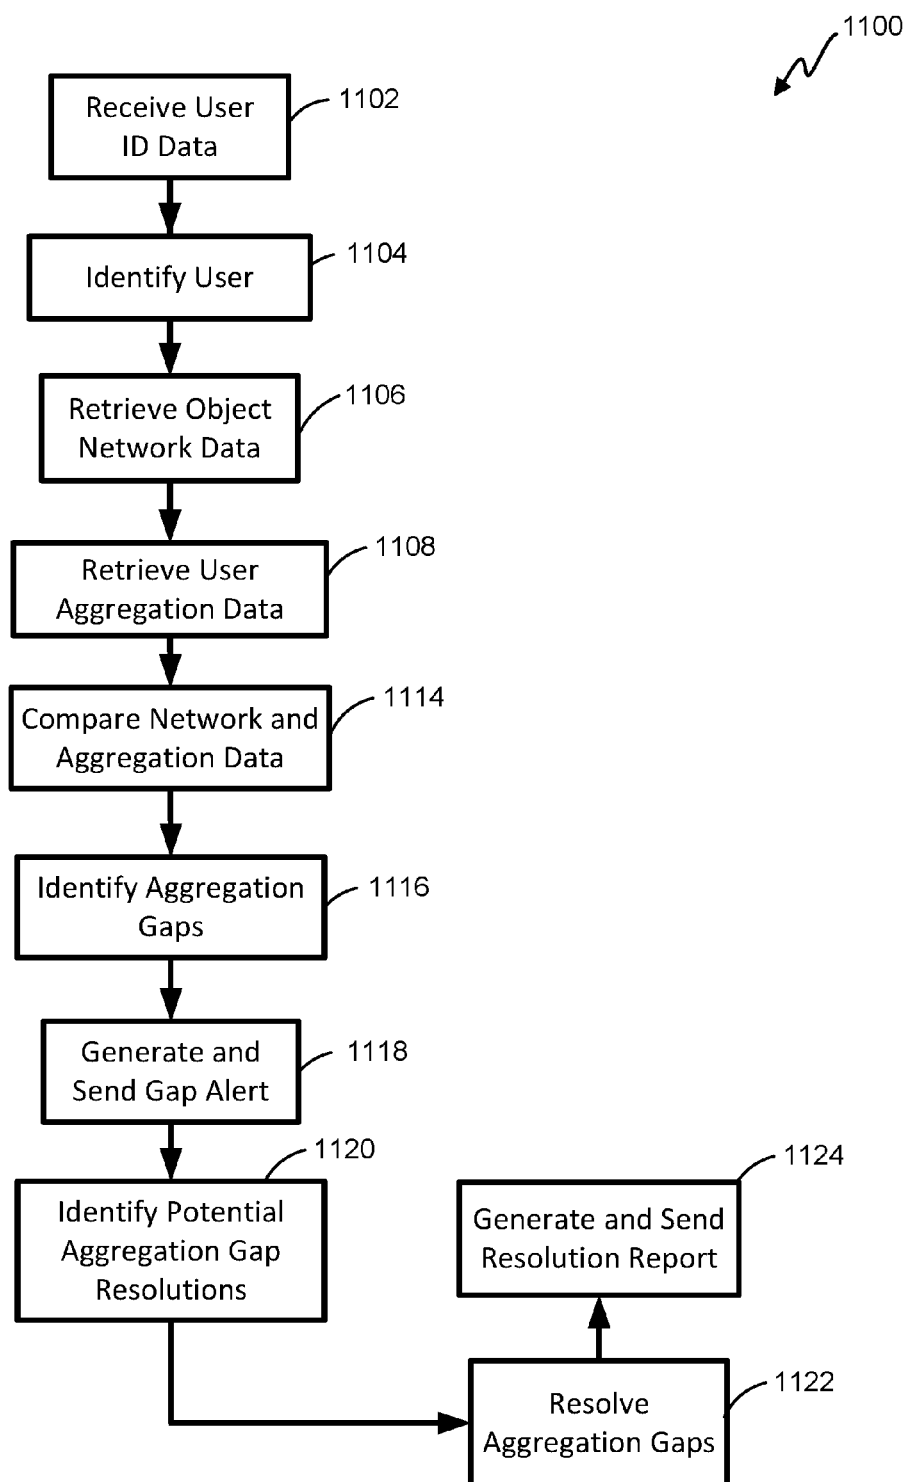 1100
Receive User
ID Data
1102
Identify User
1104
Retrieve Object
Network Data
1106
Retrieve User
Aggregation Data
1108
Compare Network and
Aggregation Data
1114
Identify Aggregation
Gaps
1116
Generate and
Send Gap Alert
1118
Identify Potential
Aggregation Gap
Resolutions
1120
Resolve
Aggregation Gaps
1122
Generate and Send
Resolution Report
1124